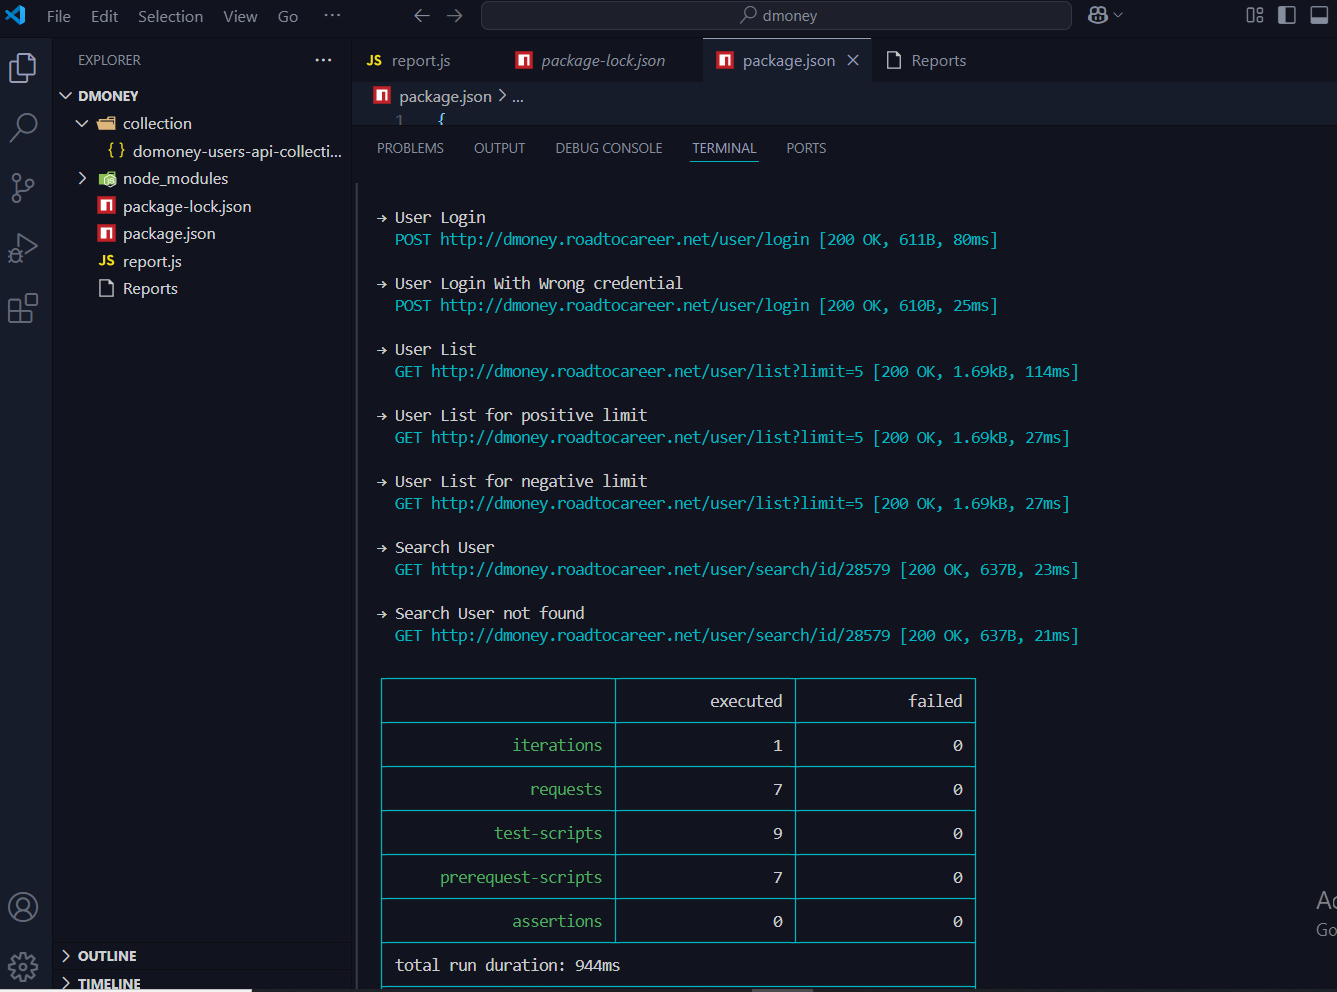 File Edit Selection View Go ···
dmoney
EXPLORER ···
JS report.js package-lock.json package.json Reports
DMONEY
package.json > ...
collection
1 {
{ } domoney-users-api-collecti...
node_modules
package-lock.json
package.json
JS report.js
Reports
PROBLEMS OUTPUT DEBUG CONSOLE TERMINAL PORTS
→ User Login
POST http://dmoney.roadtocareer.net/user/login [200 OK, 611B, 80ms]
→ User Login With Wrong credential
POST http://dmoney.roadtocareer.net/user/login [200 OK, 610B, 25ms]
→ User List
GET http://dmoney.roadtocareer.net/user/list?limit=5 [200 OK, 1.69kB, 114ms]
→ User List for positive limit
GET http://dmoney.roadtocareer.net/user/list?limit=5 [200 OK, 1.69kB, 27ms]
→ User List for negative limit
GET http://dmoney.roadtocareer.net/user/list?limit=5 [200 OK, 1.69kB, 27ms]
→ Search User
GET http://dmoney.roadtocareer.net/user/search/id/28579 [200 OK, 637B, 23ms]
→ Search User not found
GET http://dmoney.roadtocareer.net/user/search/id/28579 [200 OK, 637B, 21ms]
executed failed
iterations 1 0
requests 7 0
test-scripts 9 0
prerequest-scripts 7 0
assertions 0 0
total run duration: 944ms
OUTLINE
TIMELINE